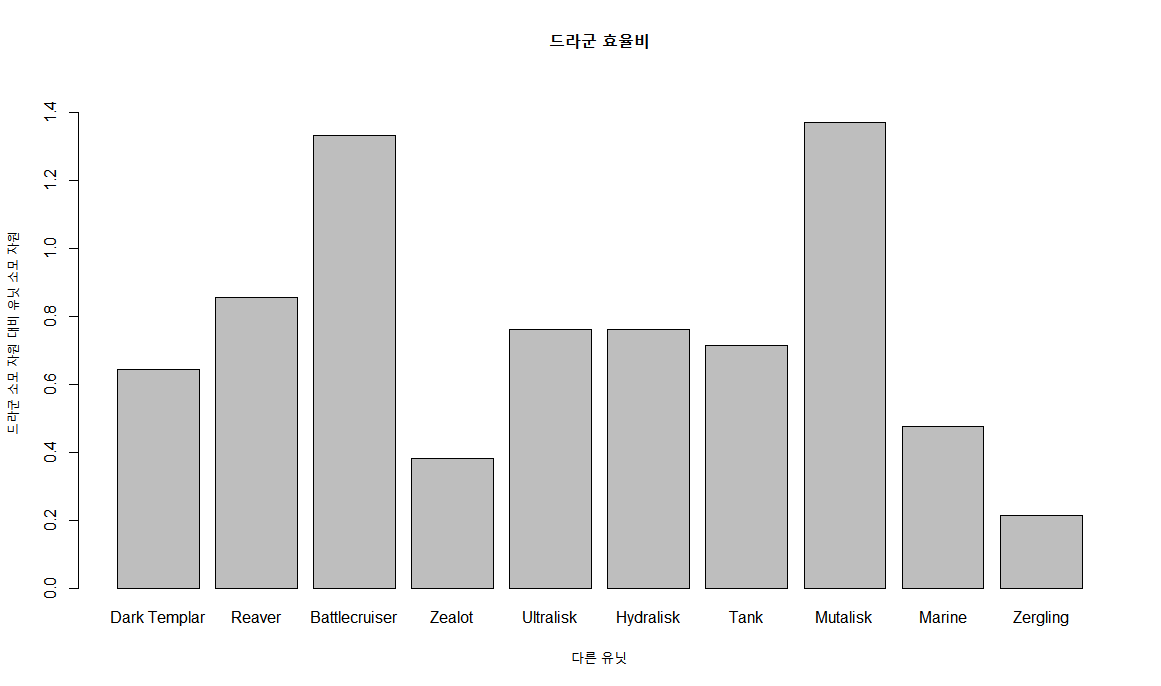 드라군 효율비
드라군 소모 자원 대비 유닛 소모 자원
1.4
1.2
1.0
0.8
0.6
0.4
0.2
0.0
Dark Templar Reaver Battlecruiser Zealot Ultralisk Hydralisk Tank Mutalisk Marine Zergling
다른 유닛